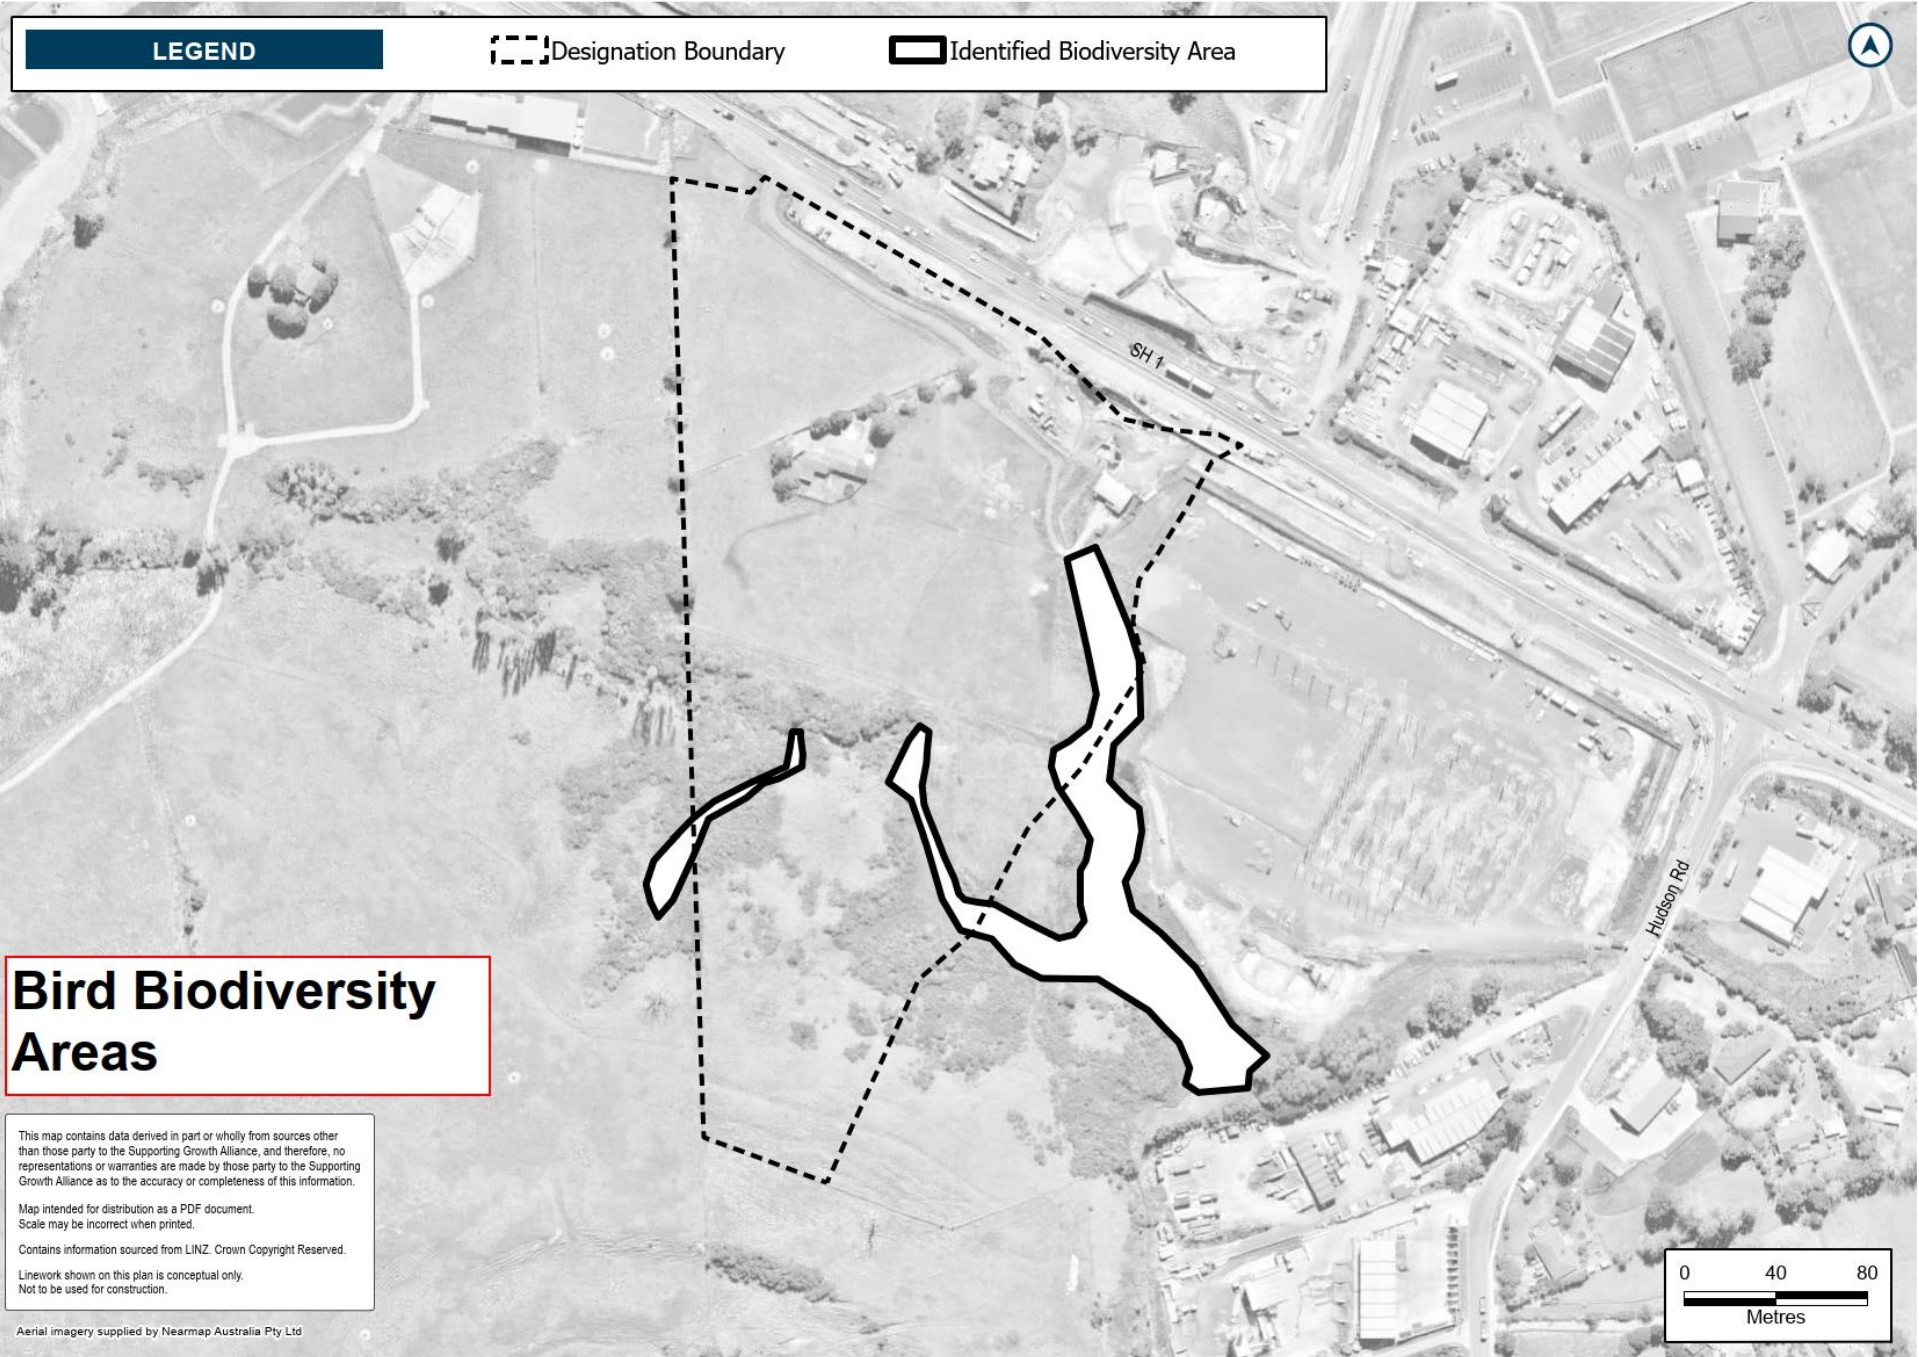 LEGEND
Designation Boundary
Identified Biodiversity Area
SH 1
Hudson Rd
Bird Biodiversity
Areas
This map contains data derived in part or wholly from sources other
than those party to the Supporting Growth Alliance, and therefore, no
representations or warranties are made by those party to the Supporting
Growth Alliance as to the accuracy or completeness of this information.
Map intended for distribution as a PDF document.
Scale may be incorrect when printed.
Contains information sourced from LINZ. Crown Copyright Reserved.
Linework shown on this plan is conceptual only.
Not to be used for construction.
Aerial imagery supplied by Nearmap Australia Pty Ltd
0 40 80
Metres